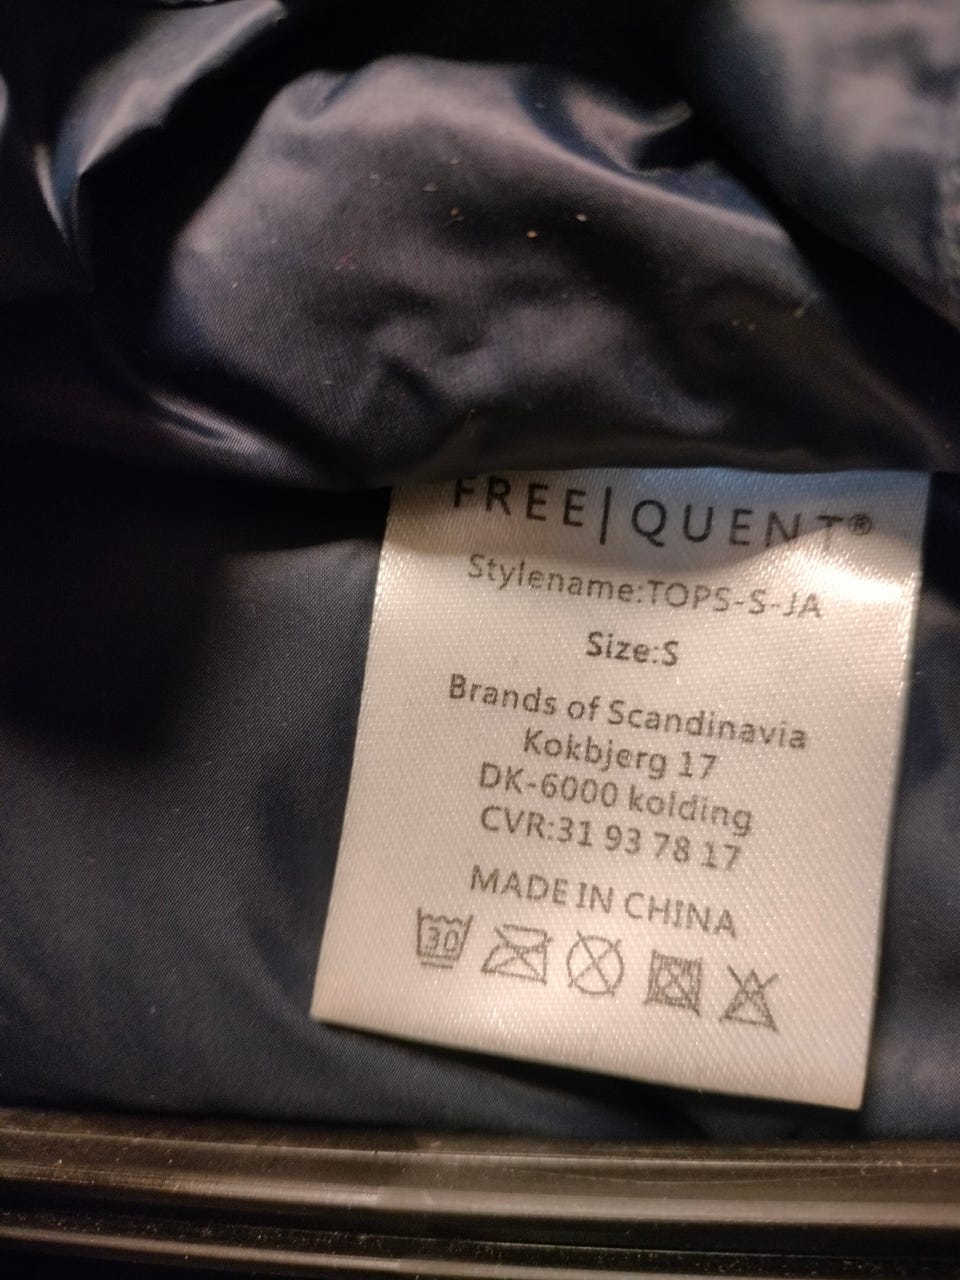 FREE|QUENT®
Stylename:TOPS-S-JA
Size:S
Brands of Scandinavia
Kokbjerg 17
DK-6000 kolding
CVR:31 93 78 17
MADE IN CHINA
30